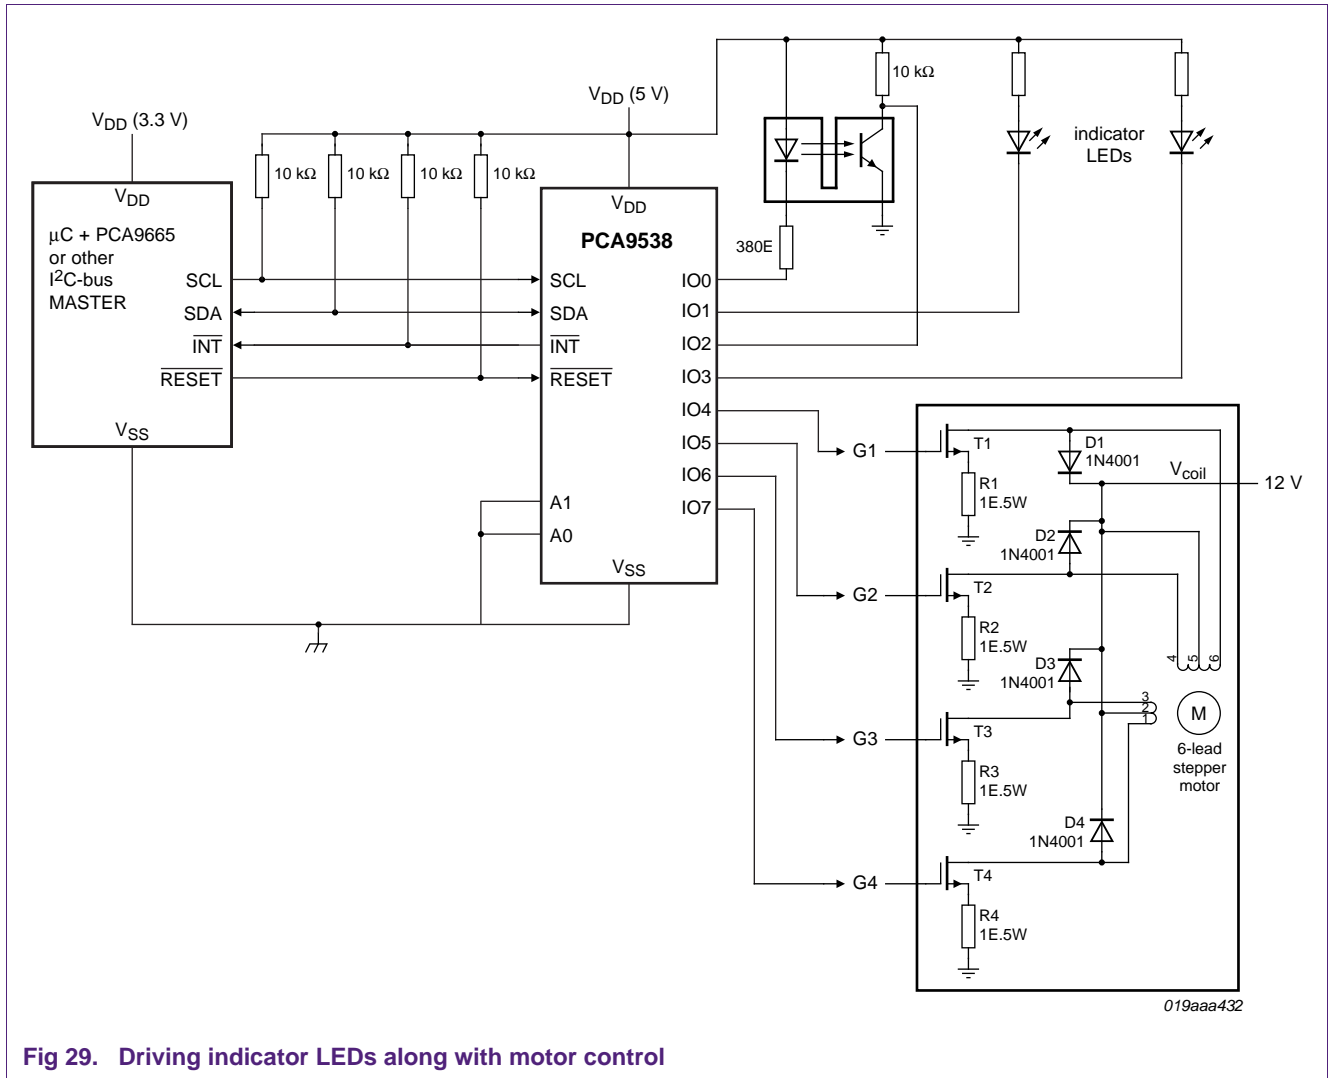 VDD (3.3 V)
VDD (5 V)
10 kΩ
10 kΩ
10 kΩ
10 kΩ
10 kΩ
indicator
LEDs
VDD
μC + PCA9665
or other
I2C-bus
MASTER
SCL
SDA
INT
RESET
VSS
VDD
PCA9538
SCL
SDA
INT
RESET
A1
A0
VSS
IO0
IO1
IO2
IO3
IO4
IO5
IO6
IO7
380E
G1
G2
G3
G4
T1
R1
1E.5W
D1
1N4001
Vcoil
12 V
D2
1N4001
T2
R2
1E.5W
D3
1N4001
4
5
6
3
2
1
M
6-lead
stepper
motor
T3
R3
1E.5W
D4
1N4001
T4
R4
1E.5W
019aaa432
Fig 29. Driving indicator LEDs along with motor control